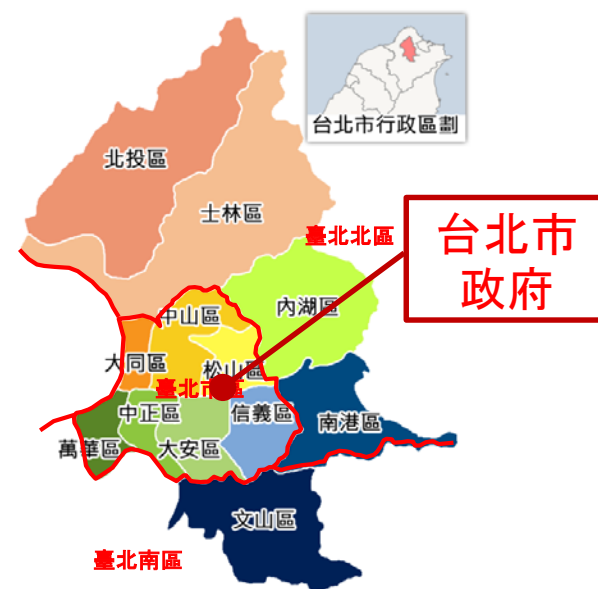 台北市行政區劃
北投區
士林區
臺北北區
台北市
政府
中山區
內湖區
大同區
松山區
臺北市區
中正區
信義區
南港區
萬華區
大安區
文山區
臺北南區